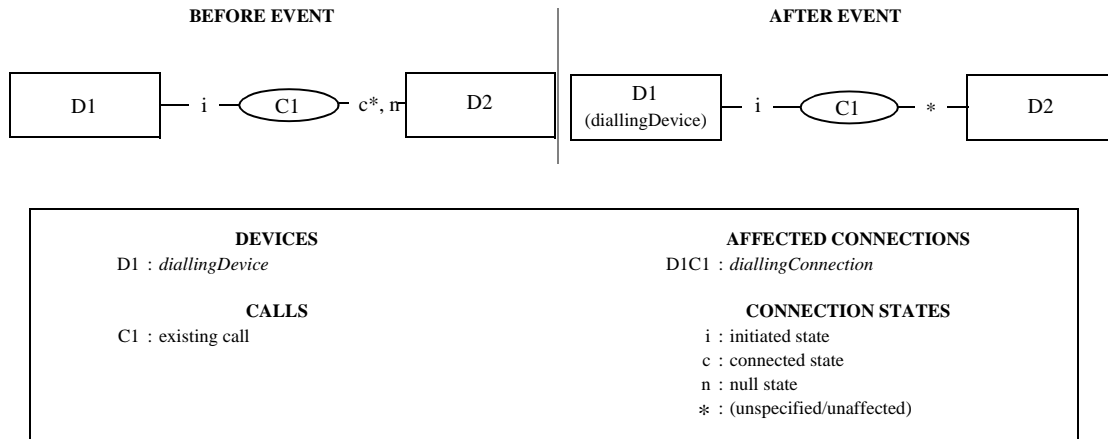 BEFORE EVENT
AFTER EVENT
D1 i C1 c*, n D2
D1
(diallingDevice)
i C1 * D2
DEVICES
D1 : diallingDevice
CALLS
C1 : existing call
AFFECTED CONNECTIONS
D1C1 : diallingConnection
CONNECTION STATES
i : initiated state
c : connected state
n : null state
* : (unspecified/unaffected)